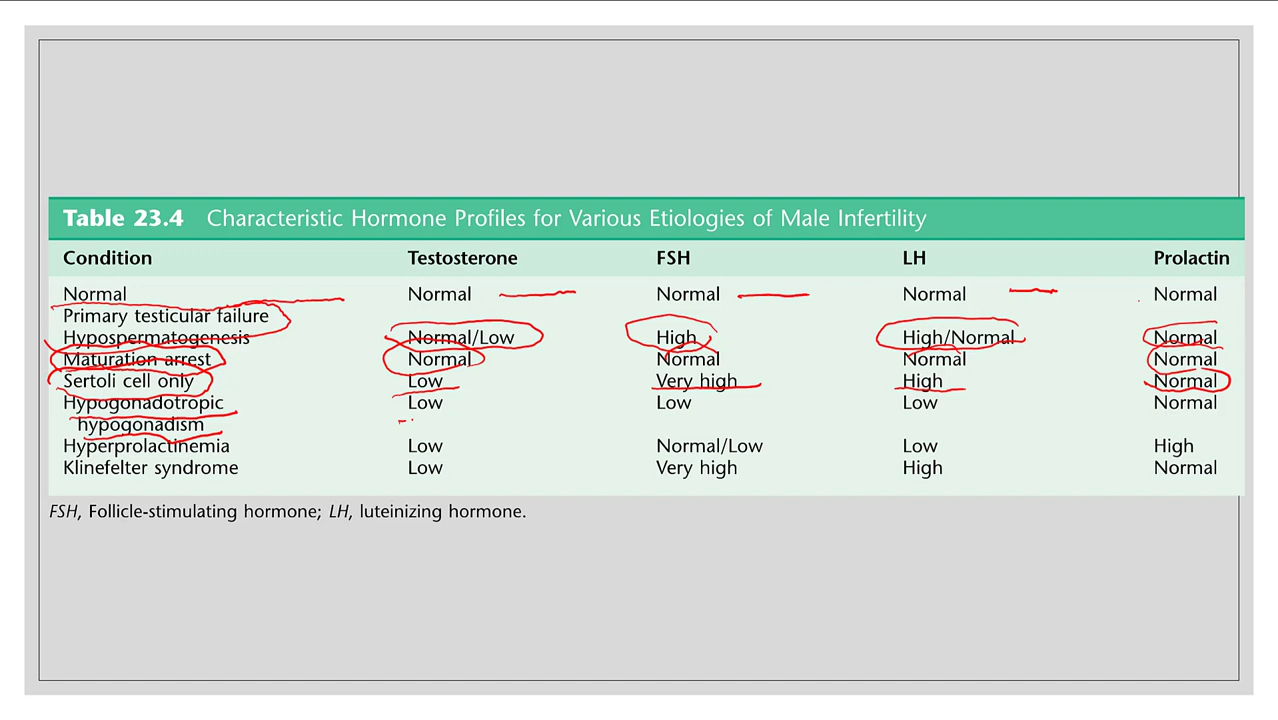 Table 23.4 Characteristic Hormone Profiles for Various Etiologies of Male Infertility
Condition Testosterone FSH LH Prolactin
Normal Normal Normal Normal Normal
Primary testicular failure
Hypospermatogenesis Normal/Low High High/Normal Normal
Maturation arrest Normal Normal Normal Normal
Sertoli cell only Low Very high High Normal
Hypogonadotropic Low Low Low Normal
hypogonadism
Hyperprolactinemia Low Normal/Low Low High
Klinefelter syndrome Low Very high High Normal
FSH, Follicle-stimulating hormone; LH, luteinizing hormone.